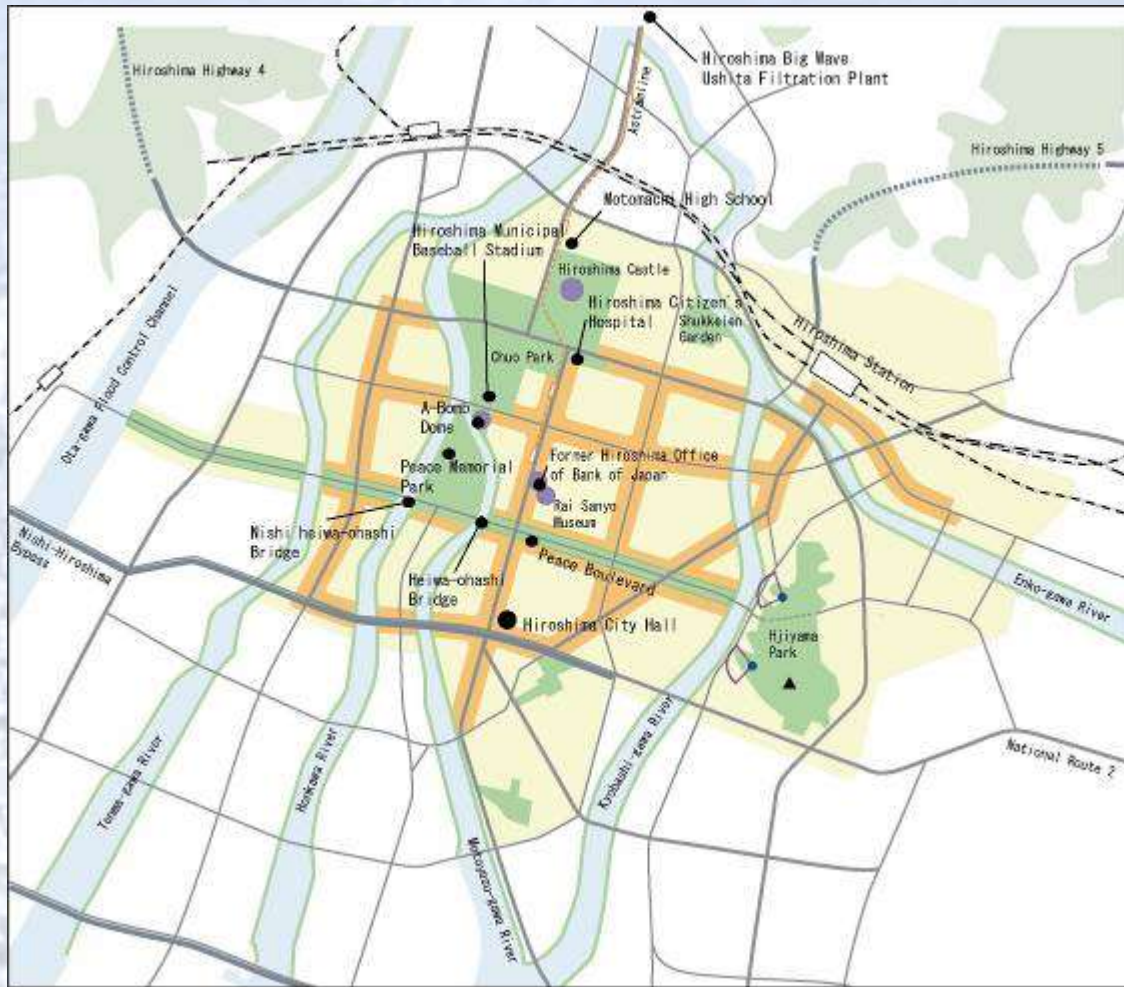 Hiroshima Big Wave
Ushita Filtration Plant
Hiroshima Highway 4
Astramline
Hiroshima Highway 5
Motomachi High School
Hiroshima Municipal
Baseball Stadium
Hiroshima Castle
Hiroshima Citizen's
Hospital
Shukkeien
Garden
Hiroshima Station
Ota-gawa Flood Control Channel
Chuo Park
A-Bomb
Dome
Peace Memorial
Park
Former Hiroshima Office
of Bank of Japan
Rai Sanyo
Museum
Nishi heiwa-ohashi
Bridge
Nishi-Hiroshima
Bypass
Heiwa-ohashi
Bridge
Peace Boulevard
Enko-gawa River
Hiroshima City Hall
Hjiyama
Park
Kyobashi-gawa River
National Route 2
Tenma-gawa River
Honkawa River
Motoyasu-gawa River